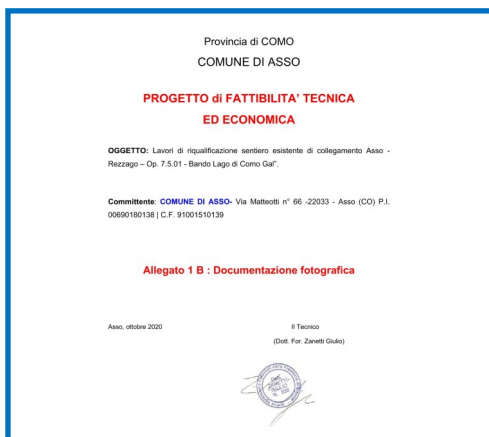 Provincia di COMO
COMUNE DI ASSO
PROGETTO di FATTIBILITA' TECNICA
ED ECONOMICA
OGGETTO: Lavori di riqualificazione sentiero esistente di collegamento Asso -
Rezzago – Op. 7.5.01 - Bando Lago di Como Gal".
Committente: COMUNE DI ASSO- Via Matteotti n° 66 -22033 - Asso (CO) P.I.
00690180138 | C.F. 91001510139
Allegato 1 B : Documentazione fotografica
Asso, ottobre 2020
Il Tecnico
(Dott. For. Zanetti Giulio)